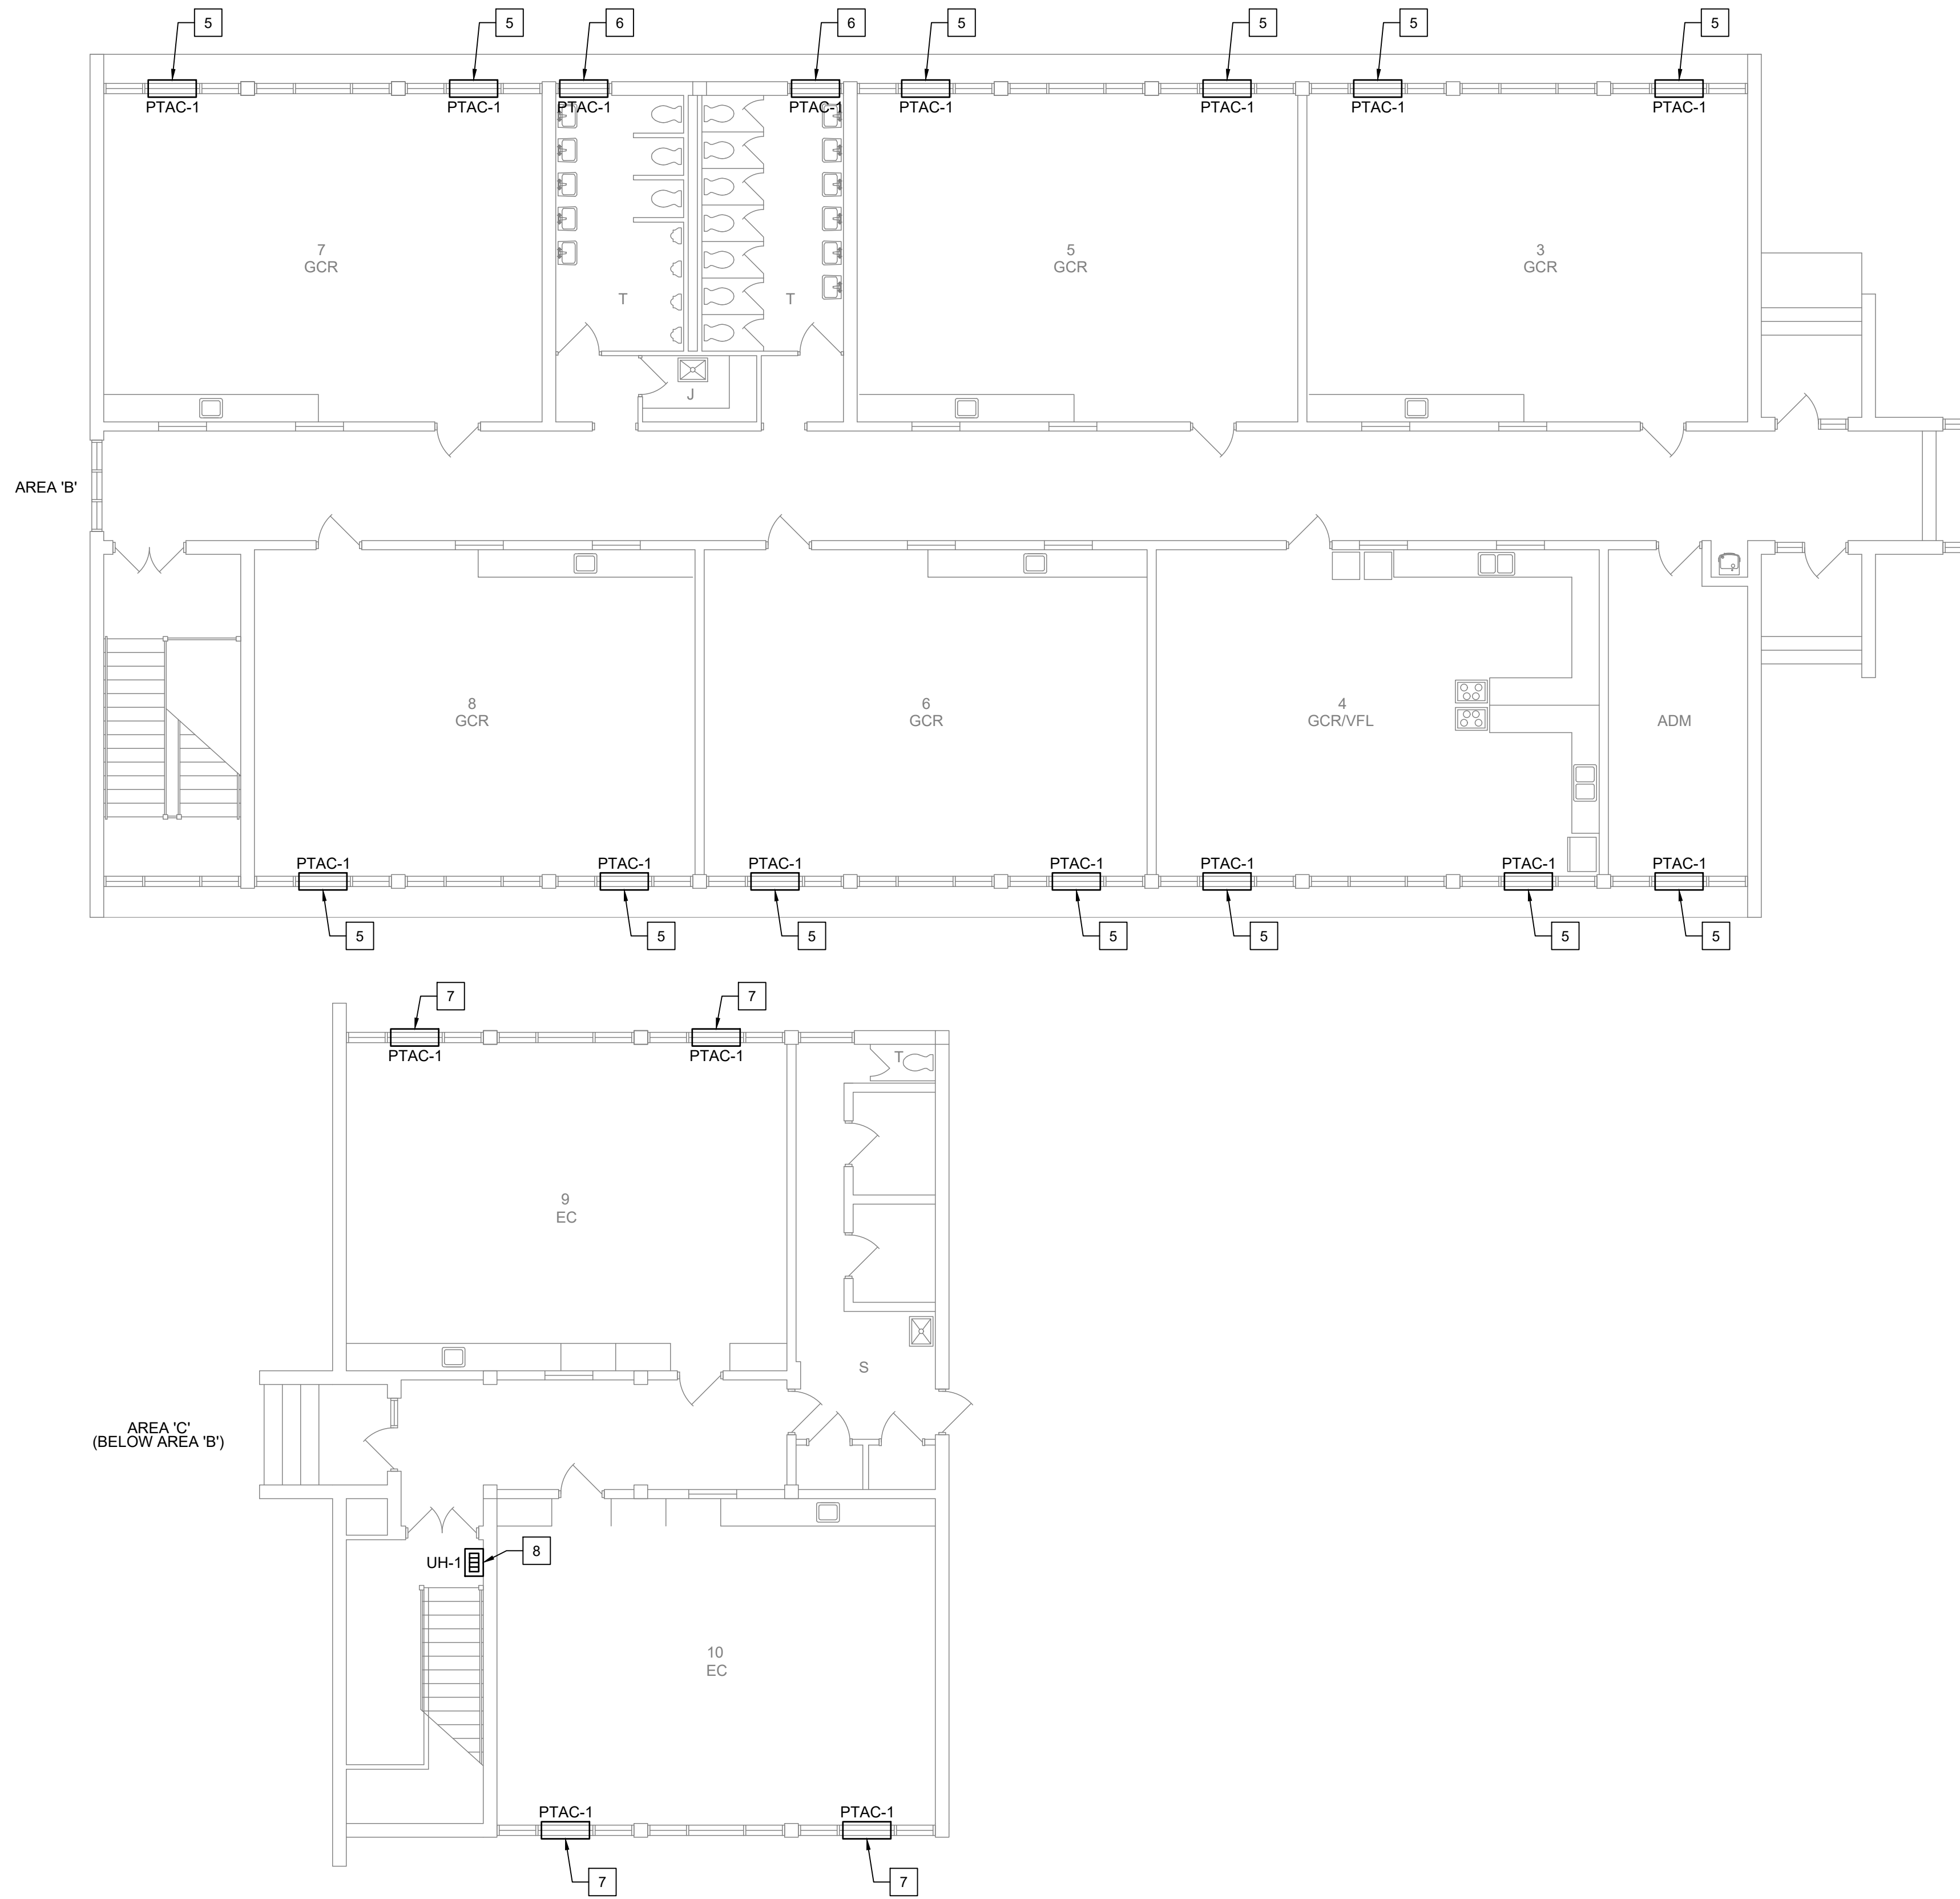 5
5
6
6
5
5
5
5
PTAC-1
PTAC-1
PTAC-1
PTAC-1
PTAC-1
PTAC-1
PTAC-1
PTAC-1
7
GCR
T
T
5
GCR
3
GCR
J
AREA 'B'
8
GCR
6
GCR
4
GCR/VFL
ADM
PTAC-1
PTAC-1
PTAC-1
PTAC-1
PTAC-1
PTAC-1
PTAC-1
5
5
5
5
5
5
5
7
7
PTAC-1
PTAC-1
T
9
EC
S
AREA 'C'
(BELOW AREA 'B')
UH-1
8
10
EC
PTAC-1
PTAC-1
7
7